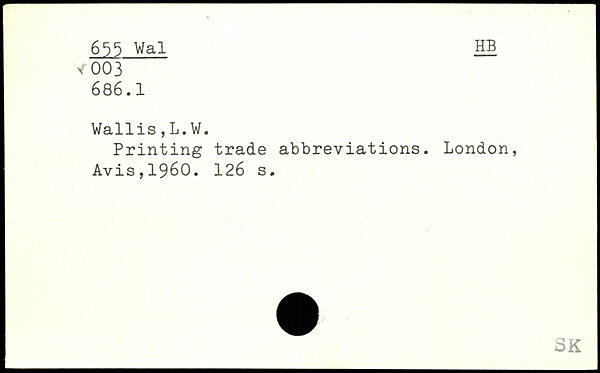 655 Wal HB
003
686.1
Wallis,L.W.
Printing trade abbreviations. London,
Avis,1960. 126 s.
SK